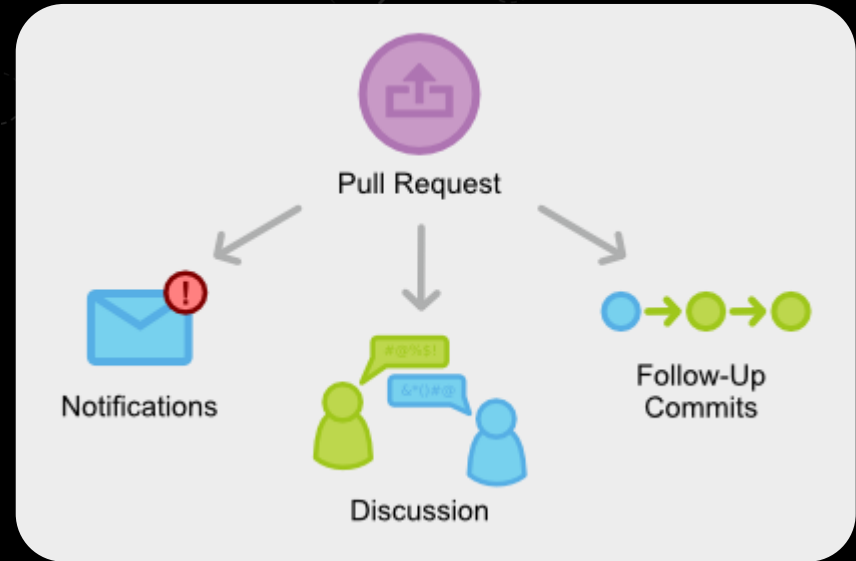 Pull Request
!
#@%$!
&*()#@
Notifications
Follow-Up
Commits
Discussion